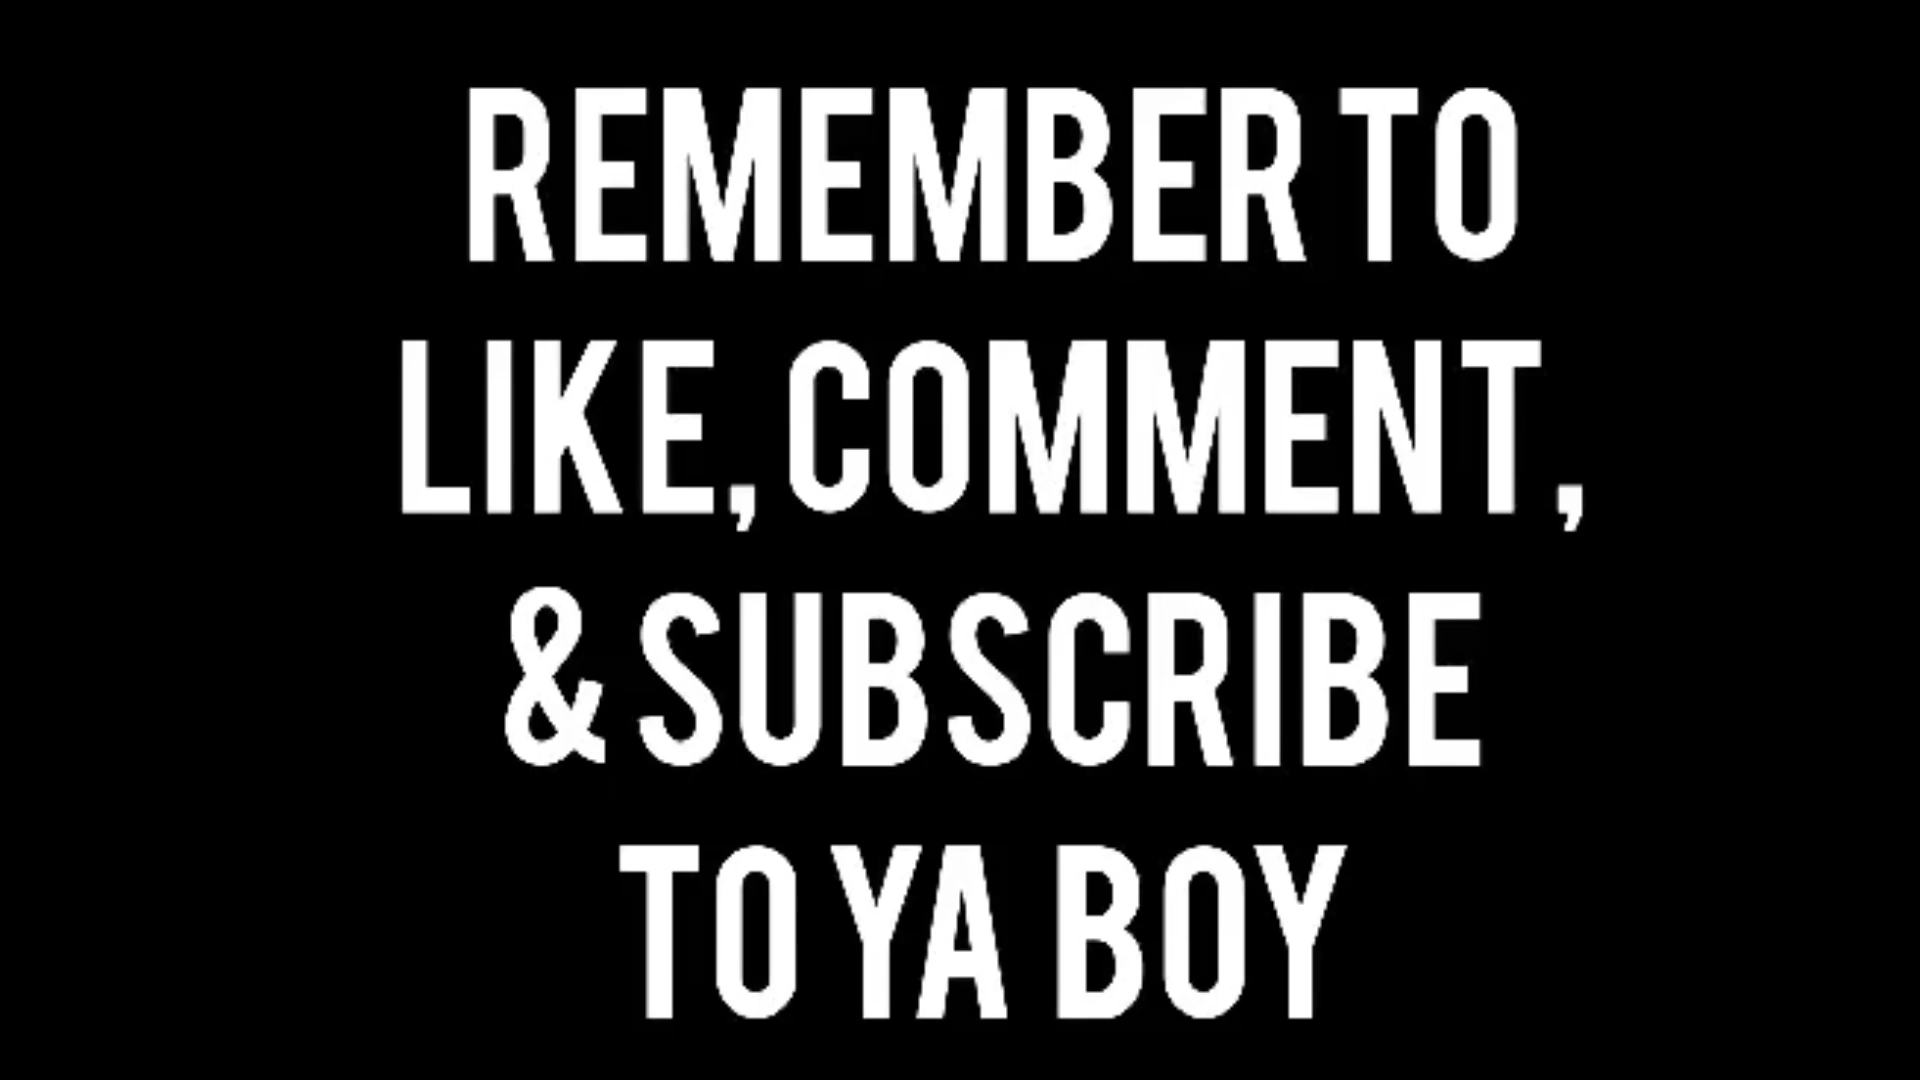 REMEMBER TO
LIKE, COMMENT,
& SUBSCRIBE
TO YA BOY